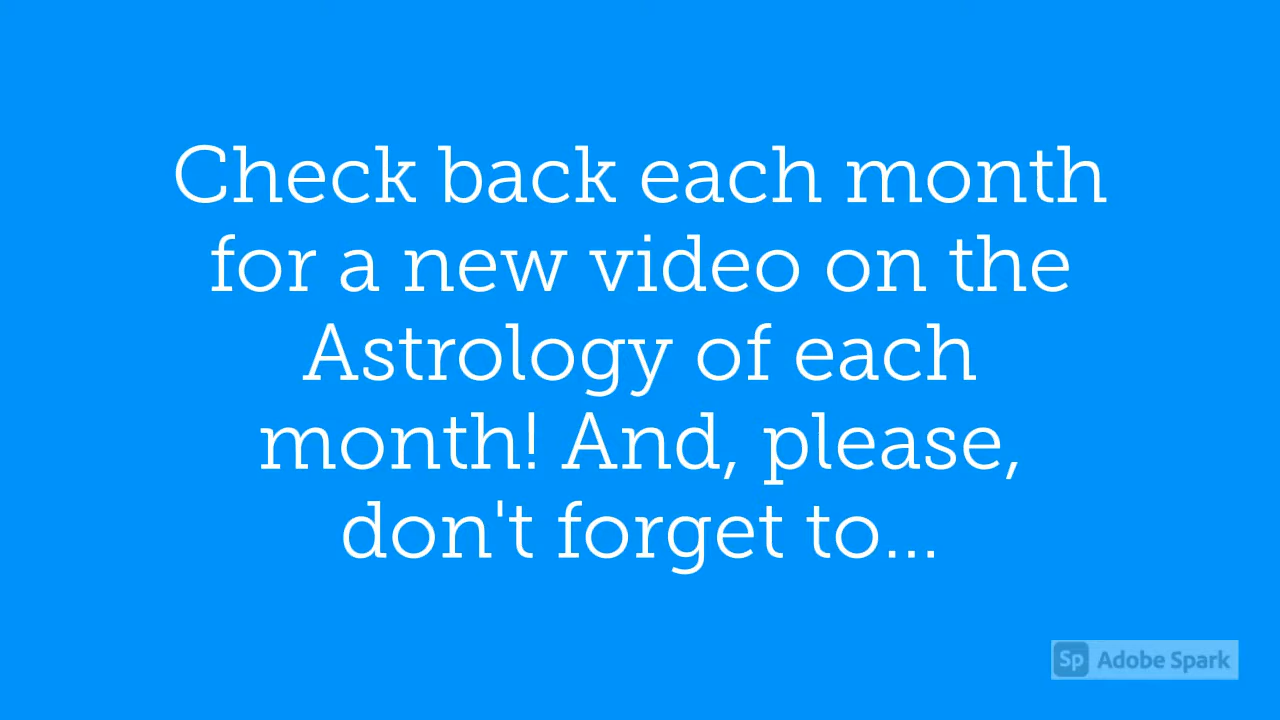 Check back each month
for a new video on the
Astrology of each
month! And, please,
don't forget to...
Sp Adobe Spark